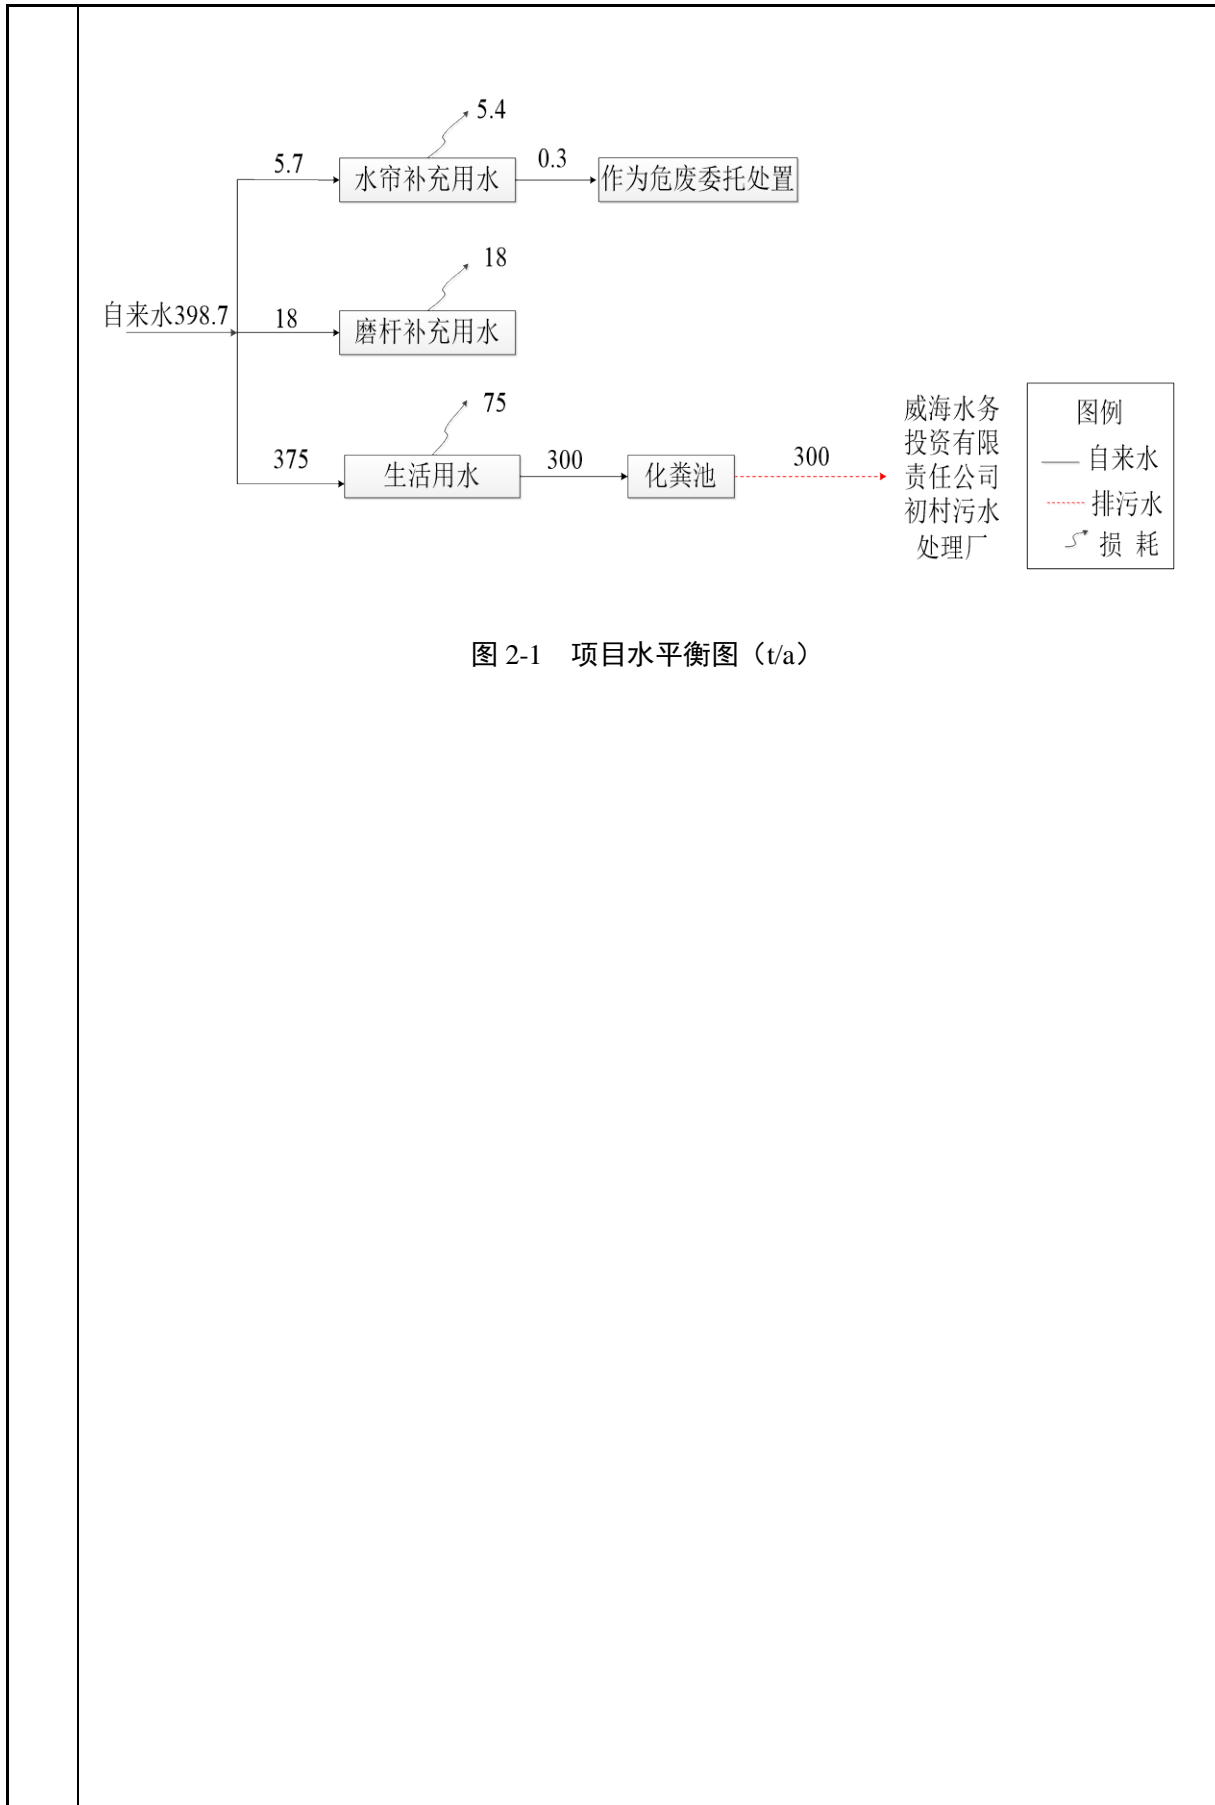 5.4
5.7
水帘补充用水
0.3
作为危废委托处置
18
自来水398.7
18
磨杆补充用水
75
375
生活用水
300
化粪池
300
威海水务
投资有限
责任公司
初村污水
处理厂
图例
自来水
排污水
损 耗
图 2-1 项目水平衡图（t/a）